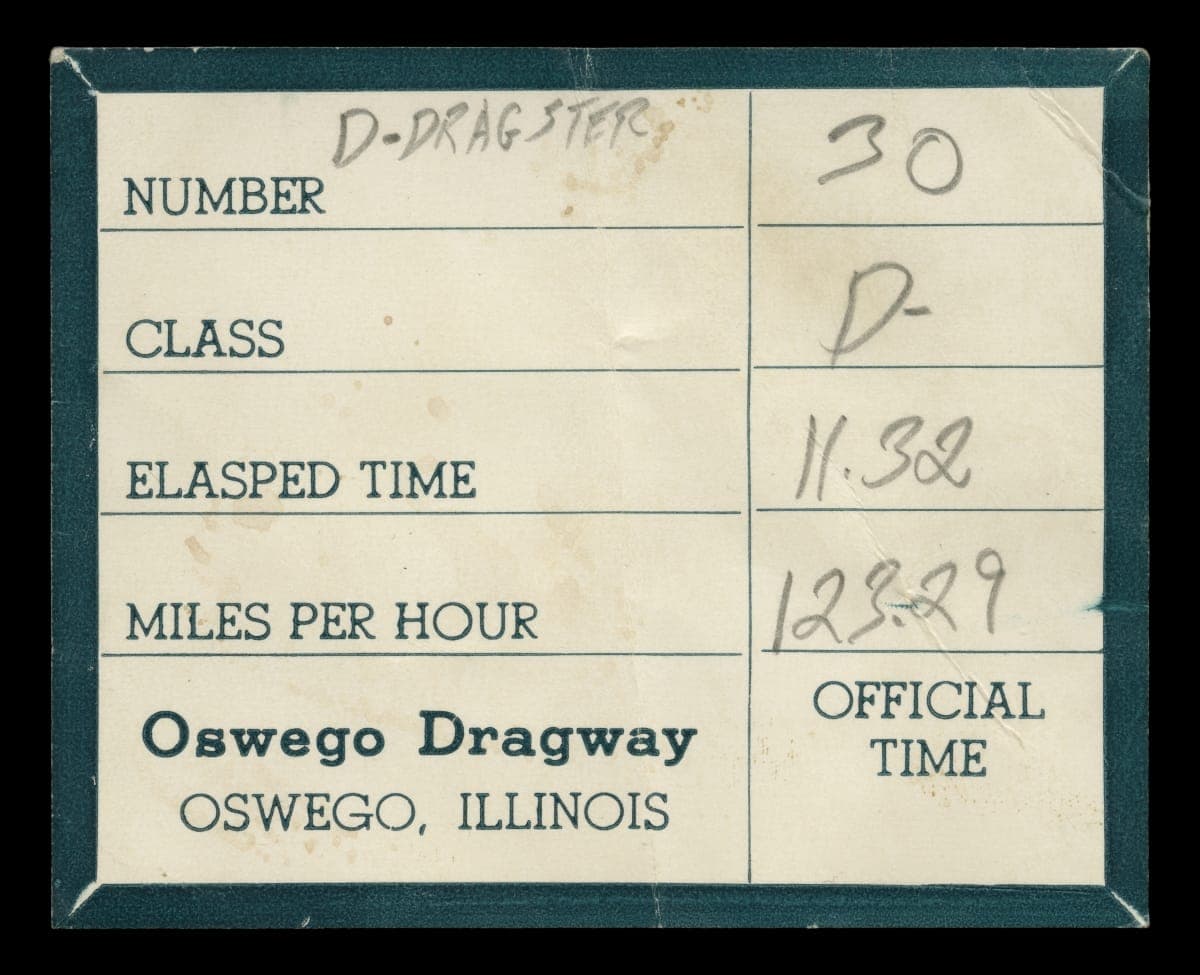 D-DRAGSTER
NUMBER 30
CLASS D-
ELASPED TIME 11.32
MILES PER HOUR 123.29
Oswego Dragway
OSWEGO, ILLINOIS
OFFICIAL
TIME